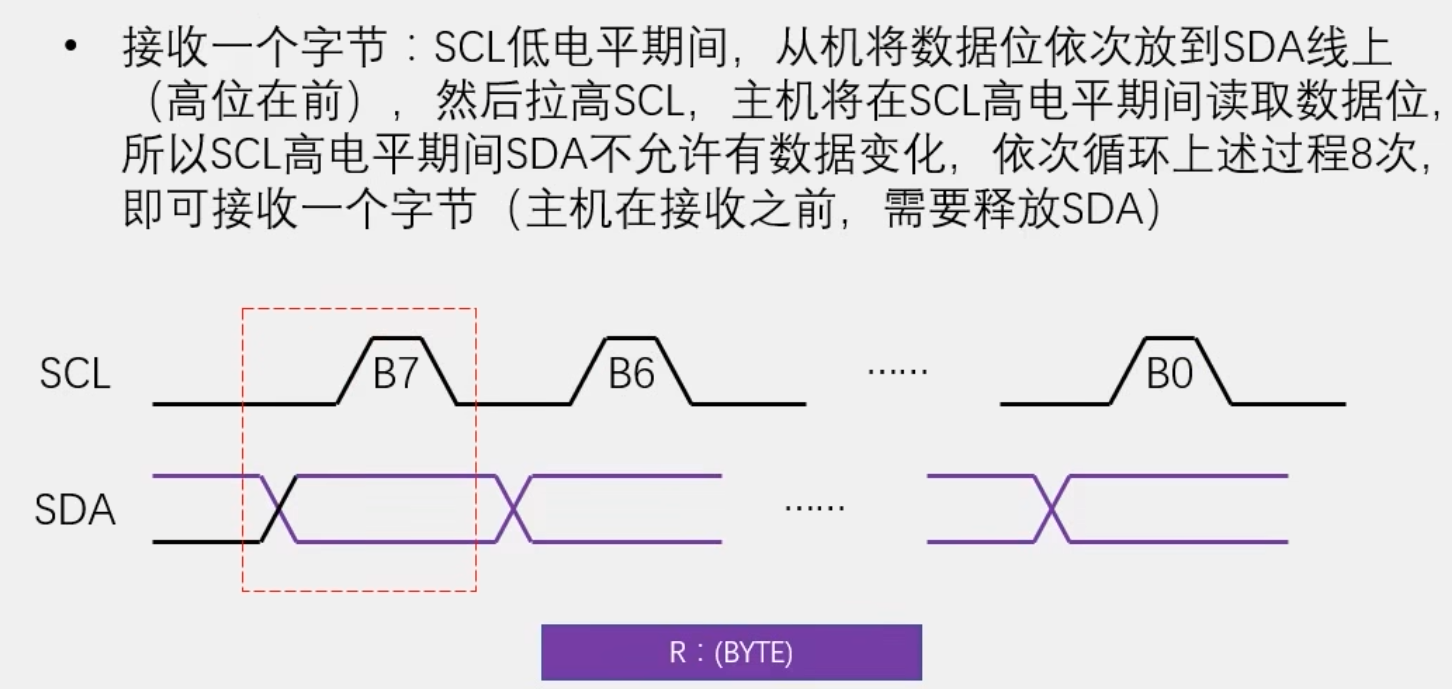 • 接收一个字节：SCL低电平期间，从机将数据位依次放到SDA线上
（高位在前），然后拉高SCL，主机将在SCL高电平期间读取数据位，
所以SCL高电平期间SDA不允许有数据变化，依次循环上述过程8次，
即可接收一个字节（主机在接收之前，需要释放SDA）
SCL B7 B6 …… B0
SDA ……
R：(BYTE)